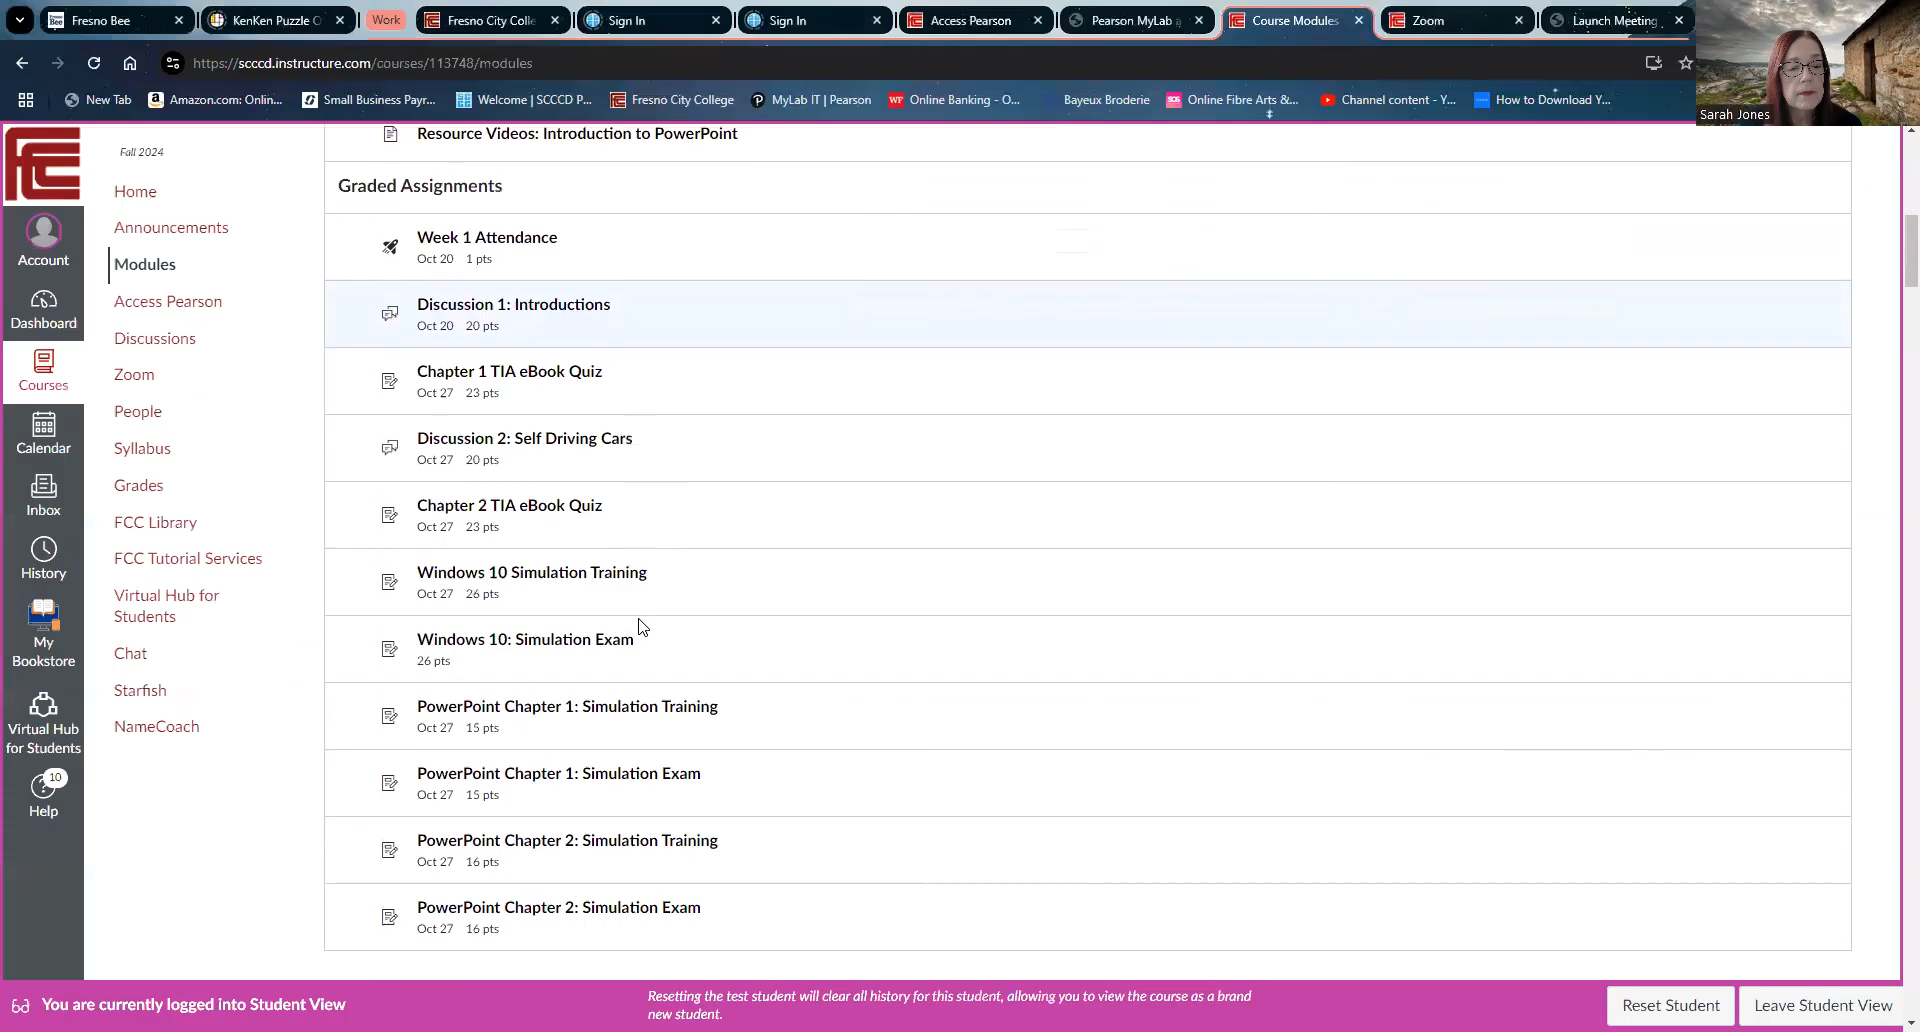 Fresno Bee
KenKen Puzzle O
Work
Fresno City Colle
Sign In
Sign In
Access Pearson
Pearson MyLab a
Course Modules
Zoom
Launch Meeting
https://scccd.instructure.com/courses/113748/modules
New Tab
Amazon.com: Onlin...
Small Business Payr...
Welcome | SCCCD P...
Fresno City College
MyLab IT | Pearson
WF Online Banking - O...
Bayeux Broderie
SOS Online Fibre Arts &...
Channel content - Y...
How to Download Y...
Sarah Jones
FCC
Account
Dashboard
Courses
Calendar
Inbox
History
My
Bookstore
Virtual Hub
for Students
10
Help
Fall 2024
Home
Announcements
Modules
Access Pearson
Discussions
Zoom
People
Syllabus
Grades
FCC Library
FCC Tutorial Services
Virtual Hub for
Students
Chat
Starfish
NameCoach
Resource Videos: Introduction to PowerPoint
Graded Assignments
Week 1 Attendance
Oct 20 1 pts
Discussion 1: Introductions
Oct 20 20 pts
Chapter 1 TIA eBook Quiz
Oct 27 23 pts
Discussion 2: Self Driving Cars
Oct 27 20 pts
Chapter 2 TIA eBook Quiz
Oct 27 23 pts
Windows 10 Simulation Training
Oct 27 26 pts
Windows 10: Simulation Exam
26 pts
PowerPoint Chapter 1: Simulation Training
Oct 27 15 pts
PowerPoint Chapter 1: Simulation Exam
Oct 27 15 pts
PowerPoint Chapter 2: Simulation Training
Oct 27 16 pts
PowerPoint Chapter 2: Simulation Exam
Oct 27 16 pts
You are currently logged into Student View
Resetting the test student will clear all history for this student, allowing you to view the course as a brand
new student.
Reset Student
Leave Student View